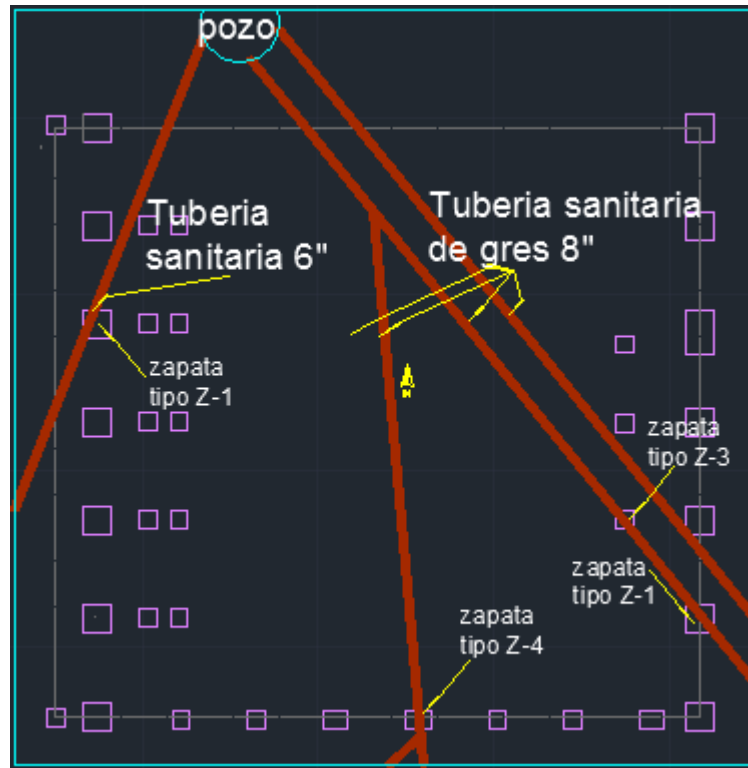 pozo
Tuberia
sanitaria 6"
Tuberia sanitaria
de gres 8"
zapata
tipo Z-1
zapata
tipo Z-3
zapata
tipo Z-1
zapata
tipo Z-4